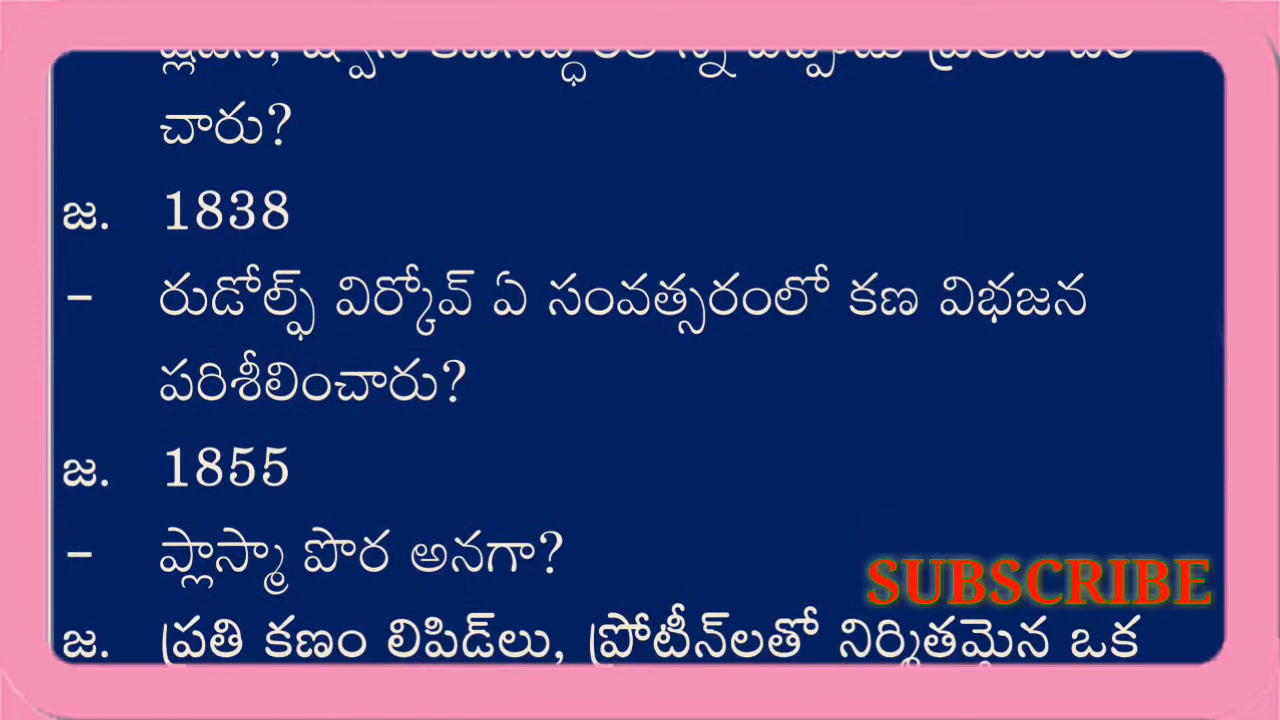 చారు?
జ. 1838
– రుడోల్ఫ్ విర్కోవ్ ఏ సంవత్సరంలో కణ విభజన
పరిశీలించారు?
జ. 1855
– ప్లాస్మా పొర అనగా?
SUBSCRIBE
జ. ప్రతి కణం లిపిడ్‌లు, ప్రోటీన్‌లతో నిర్మితమైన ఒక